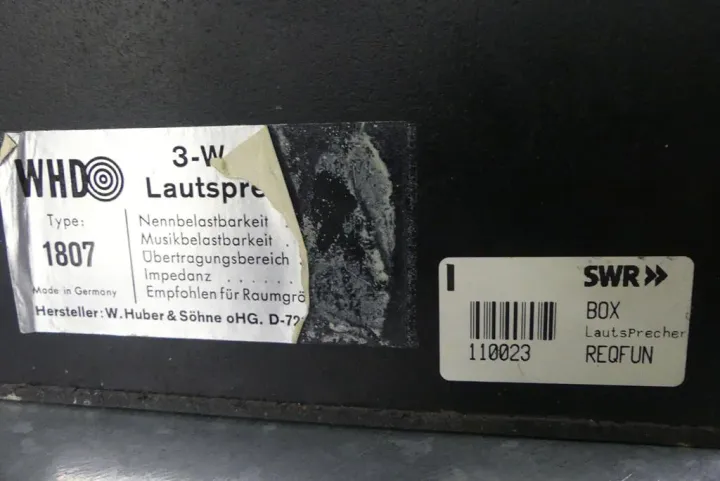 WHD
3-W
Lautspre
Type:
1807
Made in Germany
Nennbelastbarkeit .
Musikbelastbarkeit . .
Übertragungsbereich .
Impedanz . . . . . .
Empfohlen für Raumgrö
Hersteller: W. Huber & Söhne oHG. D-72
SWR
BOX
LautsPrecher
110023
REQFUN